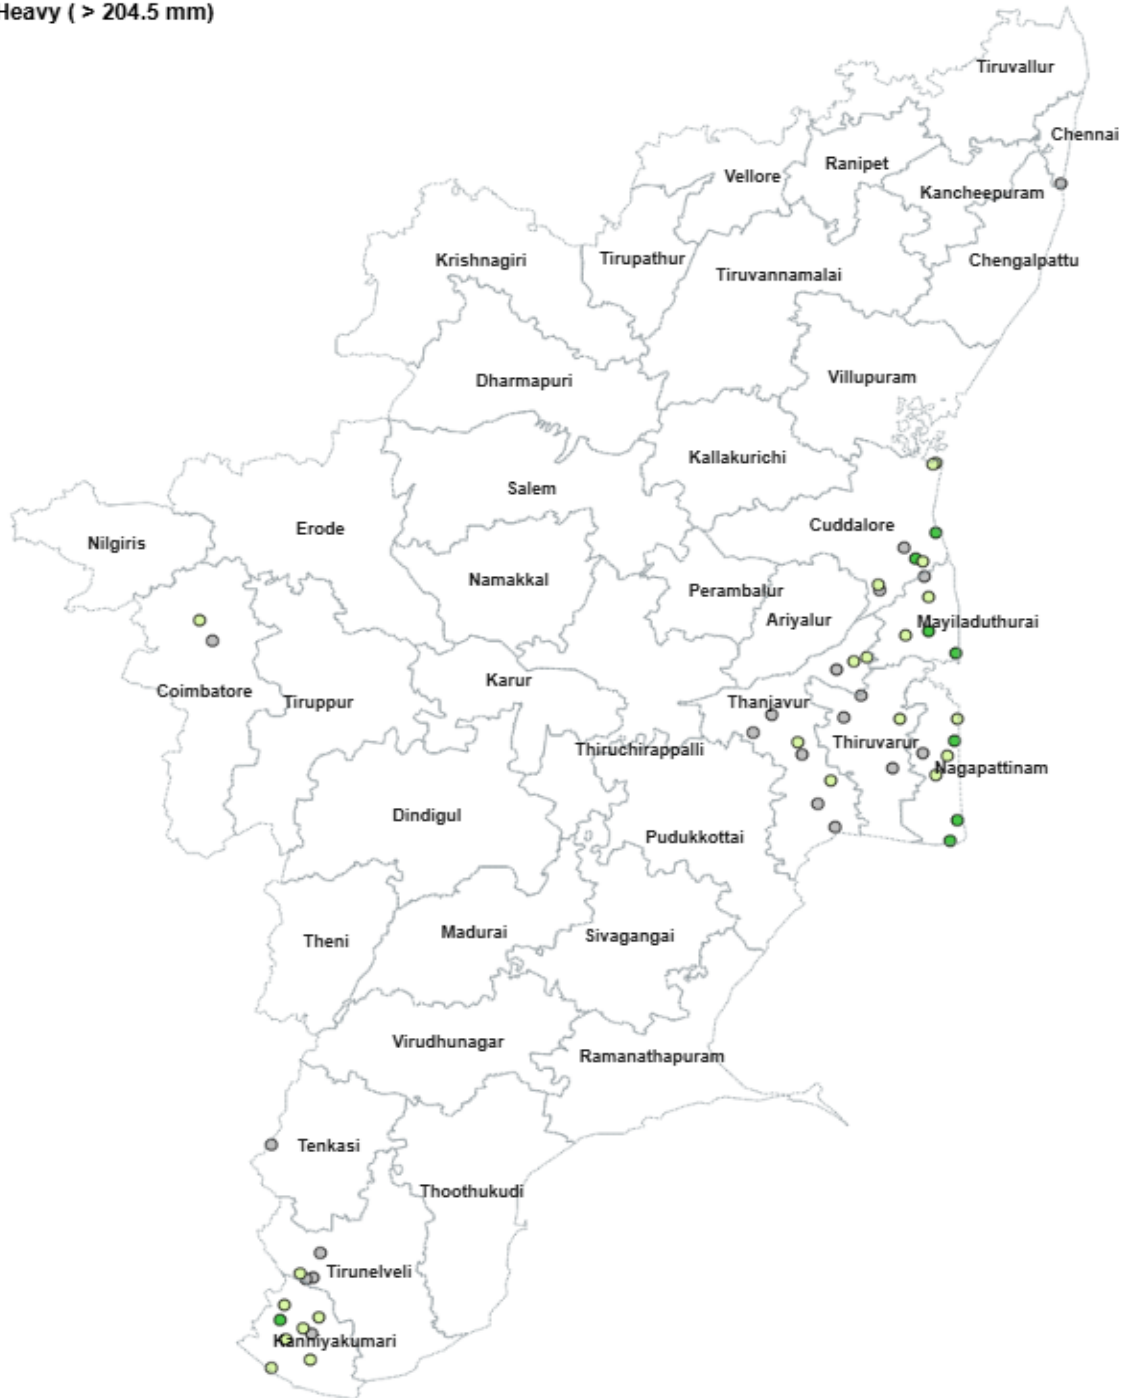 Heavy ( > 204.5 mm)
Tiruvallur
Chennai
Ranipet
Vellore
Kancheepuram
Krishnagiri
Tirupathur
Chengalpattu
Tiruvannamalai
Dharmapuri
Villupuram
Kallakurichi
Salem
Cuddalore
Erode
Nilgiris
Namakkal
Perambalur
Ariyalur
Mayiladuthurai
Karur
Coimbatore
Tiruppur
Thanjavur
Thiruvarur
Thiruchirappalli
Nagapattinam
Dindigul
Pudukkottai
Madurai
Sivagangai
Theni
Virudhunagar
Ramanathapuram
Tenkasi
Thoothukudi
Tirunelveli
Kanniyakumari